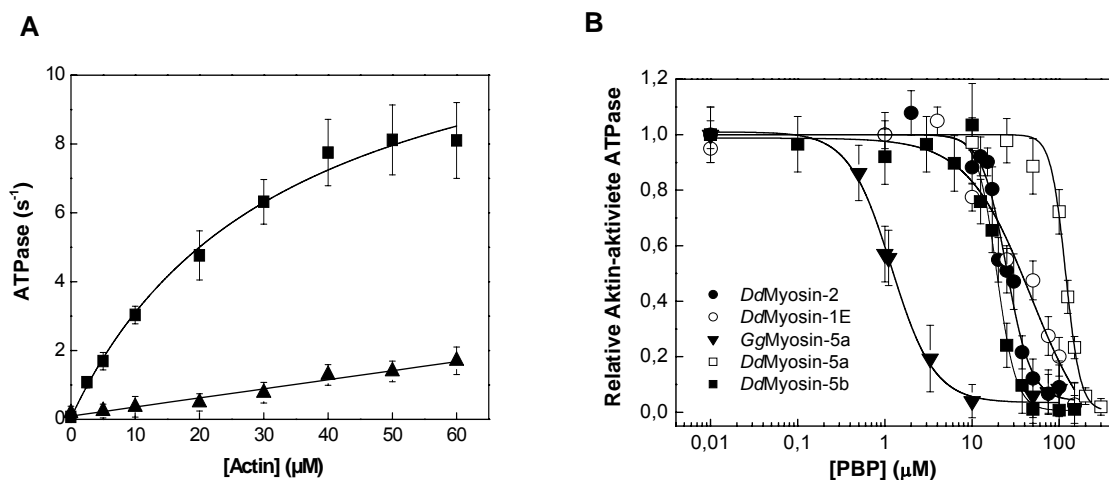 A
10
8
6
4
2
0
ATPase (s-1)
0 10 20 30 40 50 60
[Actin] (µM)
B
1,2
1,0
0,8
0,6
0,4
0,2
0,0
Relative Aktin-aktiviete ATPase
DdMyosin-2
DdMyosin-1E
GgMyosin-5a
DdMyosin-5a
DdMyosin-5b
0,01 0,1 1 10 100
[PBP] (µM)